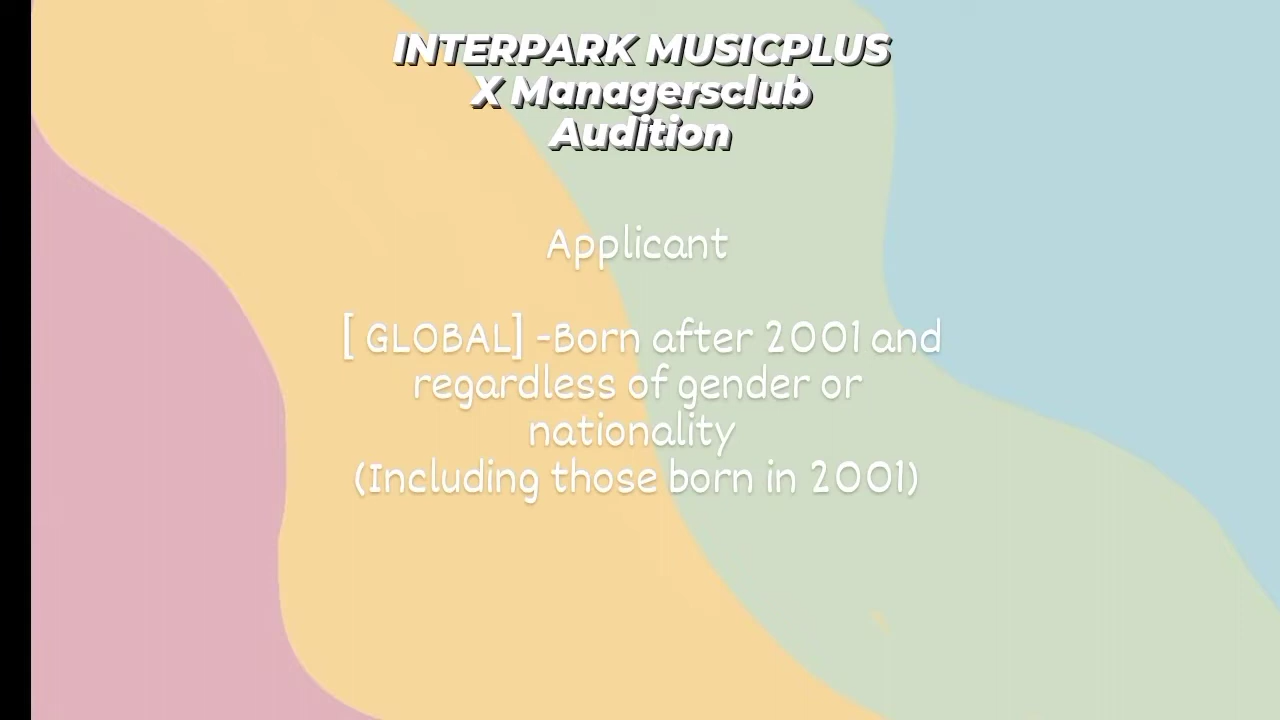 INTERPARK MUSICPLUS
X Managersclub
Audition
Applicant
[ GLOBAL] -Born after 2001 and
regardless of gender or
nationality
(Including those born in 2001)